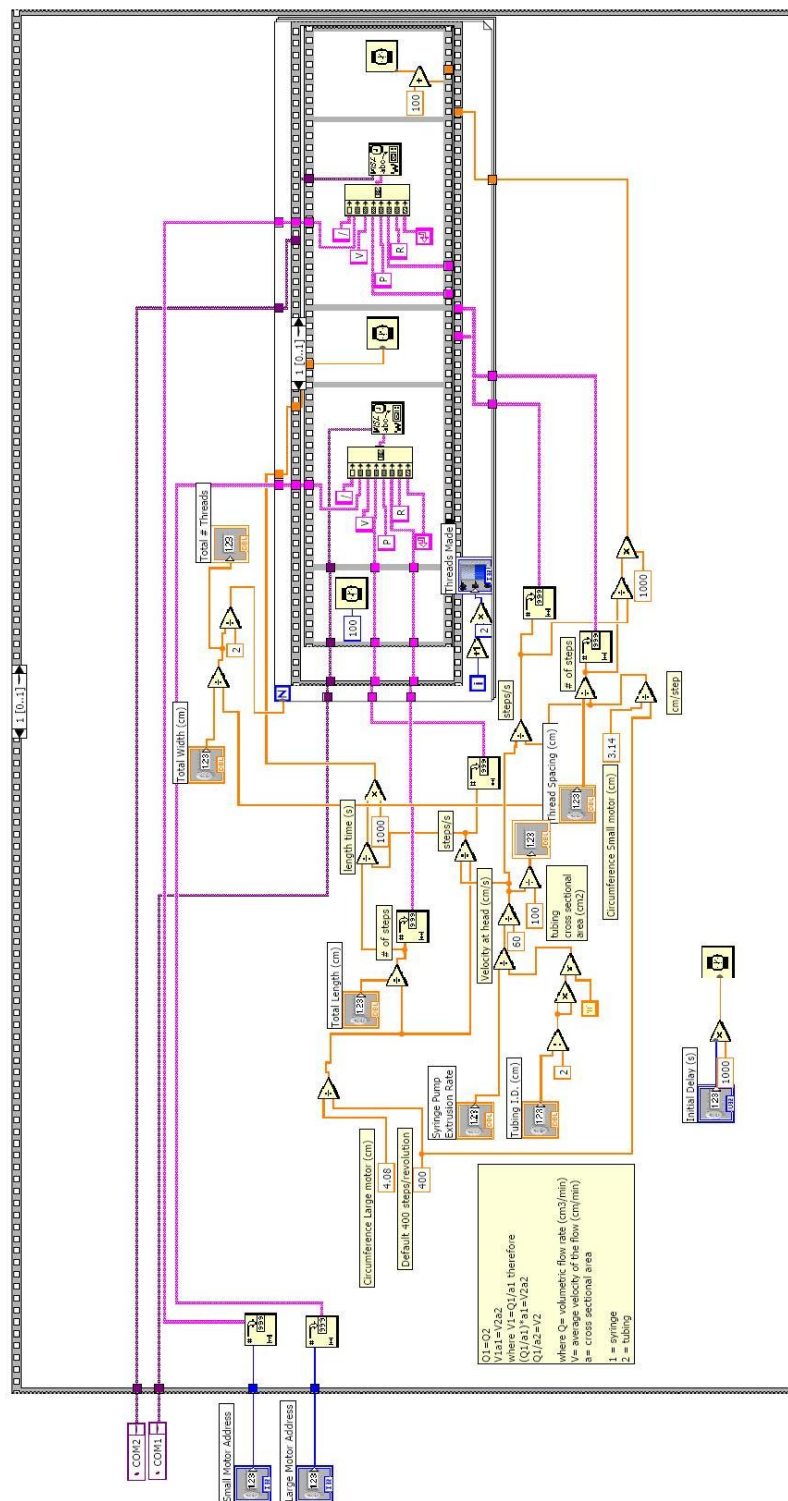 COM2
COM1
Small Motor Address
Large Motor Address
1 [0..1]
Total Width (cm)
Total # Threads
2
N
Circumference Large motor (cm)
4.08
Default 400 steps/revolution
400
Total Length (cm)
# of steps
length time (s)
1000
steps/s
100
/
V
P
R
Threads Made
2
i
1 [0..1]
/
V
P
R
100
Syringe Pump
Extrusion Rate
Tubing I.D. (cm)
2
π
Velocity at head (cm/s)
60
100
tubing
cross sectional
area (cm2)
steps/s
Thread Spacing (cm)
# of steps
Circumference Small motor (cm)
3.14
cm/step
1000
Q1=Q2
V1a1=V2a2
where V1=Q1/a1 therefore
(Q1/a1)*a1=V2a2
Q1/a2=V2
where Q= volumetric flow rate (cm3/min)
V= average velocity of the flow (cm/min)
a= cross sectional area
1 = syringe
2 = tubing
Initial Delay (s)
1000